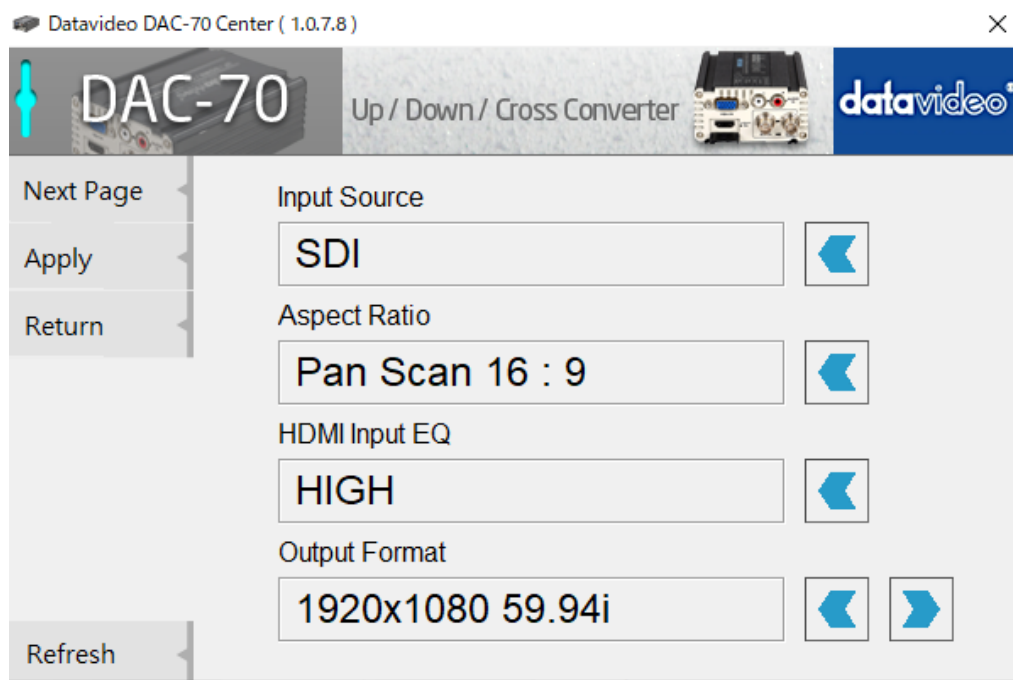 Datavideo DAC-70 Center ( 1.0.7.8 )
DAC-70
Up / Down / Cross Converter
datavideo®
Next Page
Apply
Return
Refresh
Input Source
SDI
Aspect Ratio
Pan Scan 16 : 9
HDMI Input EQ
HIGH
Output Format
1920x1080 59.94i